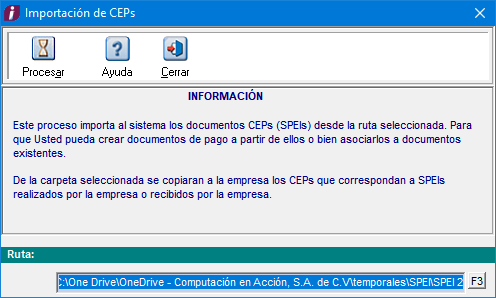 Importación de CEPs
Procesar Ayuda Cerrar
INFORMACIÓN
Este proceso importa al sistema los documentos CEPs (SPEIs) desde la ruta seleccionada. Para
que Usted pueda crear documentos de pago a partir de ellos o bien asociarlos a documentos
existentes.
De la carpeta seleccionada se copiaran a la empresa los CEPs que correspondan a SPEIs
realizados por la empresa o recibidos por la empresa.
Ruta:
C:\One Drive\OneDrive - Computación en Acción, S.A. de C.V\temporales\SPEI\SPEI 2 F3